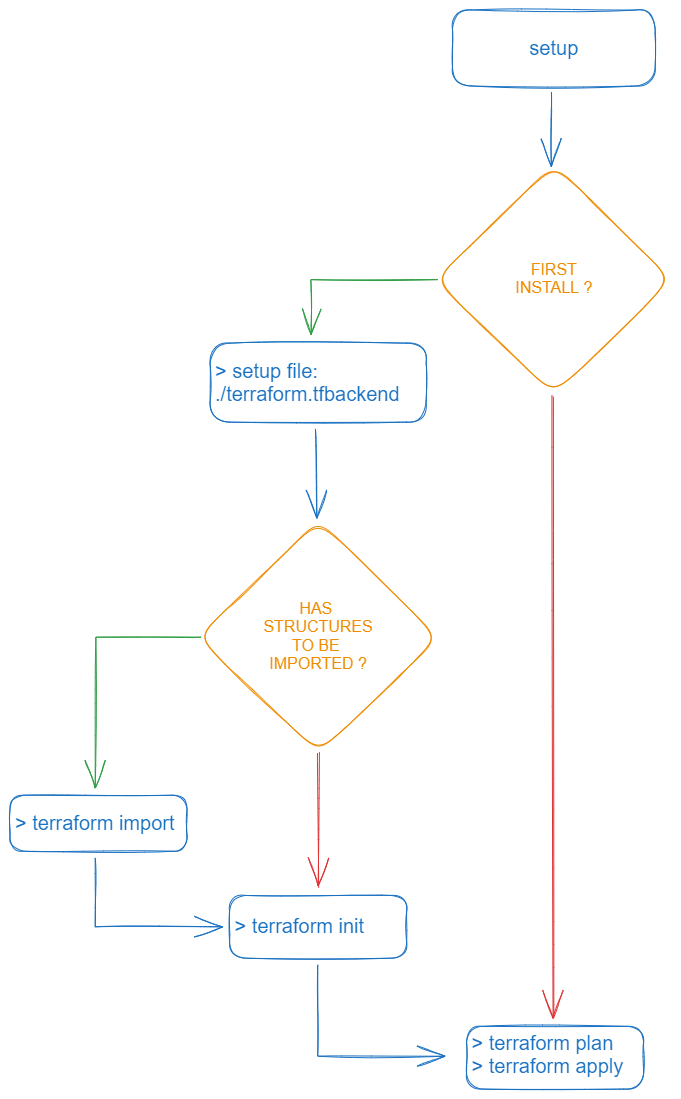 setup
FIRST
INSTALL ?
> setup file:
./terraform.tfbackend
HAS
STRUCTURES
TO BE
IMPORTED ?
> terraform import
> terraform init
> terraform plan
> terraform apply